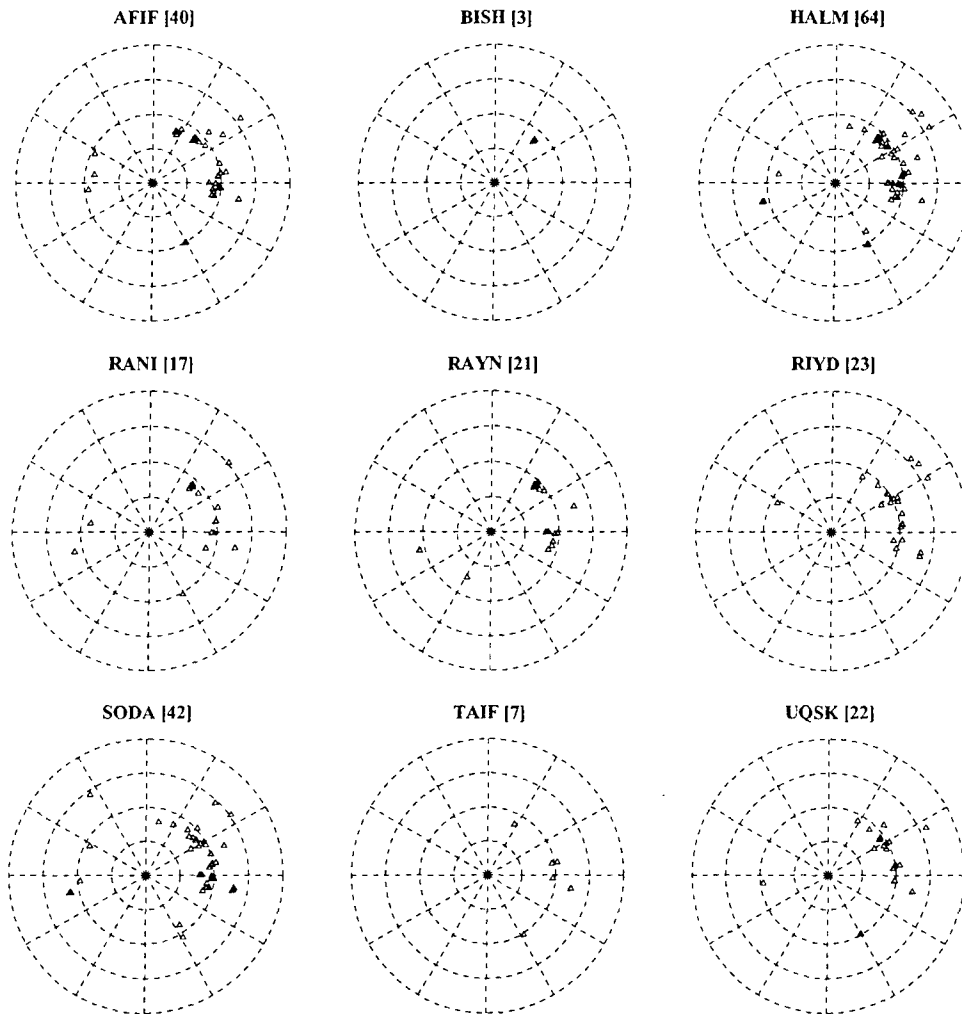 AFIF [40]
BISH [3]
HALM [64]
RANI [17]
RAYN [21]
RIYD [23]
SODA [42]
TAIF [7]
UQSK [22]